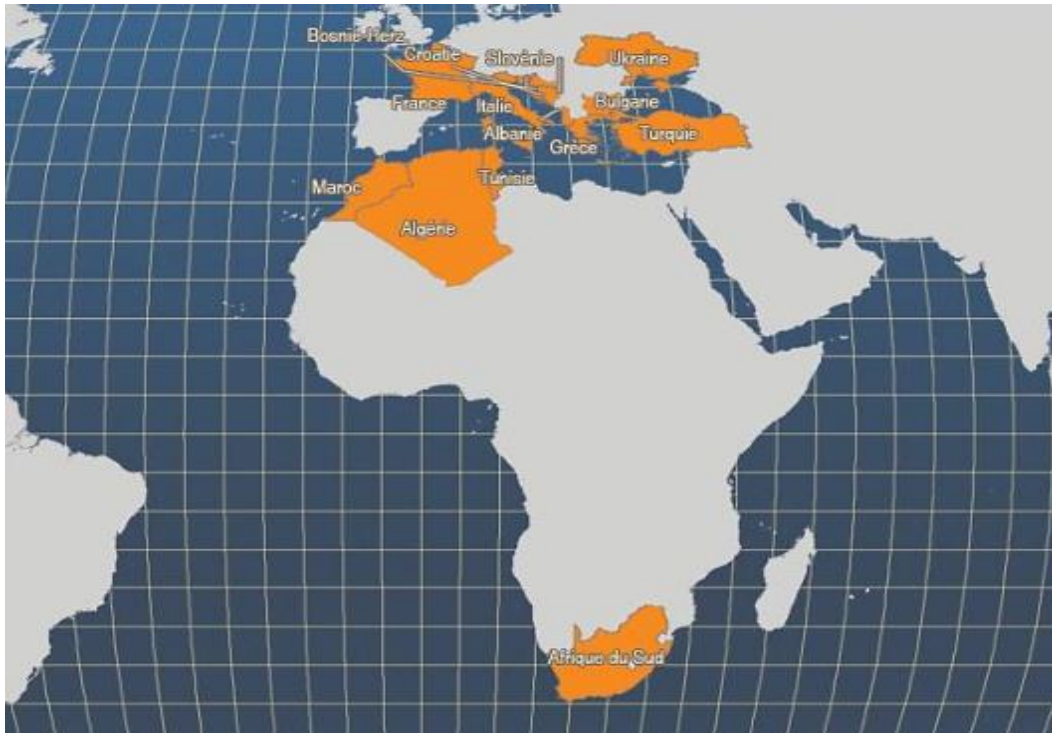 Bosnie-Herz.
Croatie
Slovénie
Ukraine
France
Italie
Bulgarie
Albanie
Grèce
Turquie
Maroc
Tunisie
Algérie
Afrique du Sud